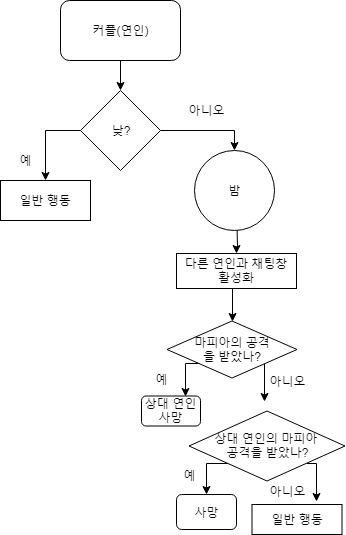 커플(연인)
낮?
아니오
예
일반 행동
밤
다른 연인과 채팅창
활성화
마피아의 공격
을 받았나?
예
아니오
상대 연인
사망
상대 연인의 마피아
공격을 받았나?
예
아니오
사망
일반 행동